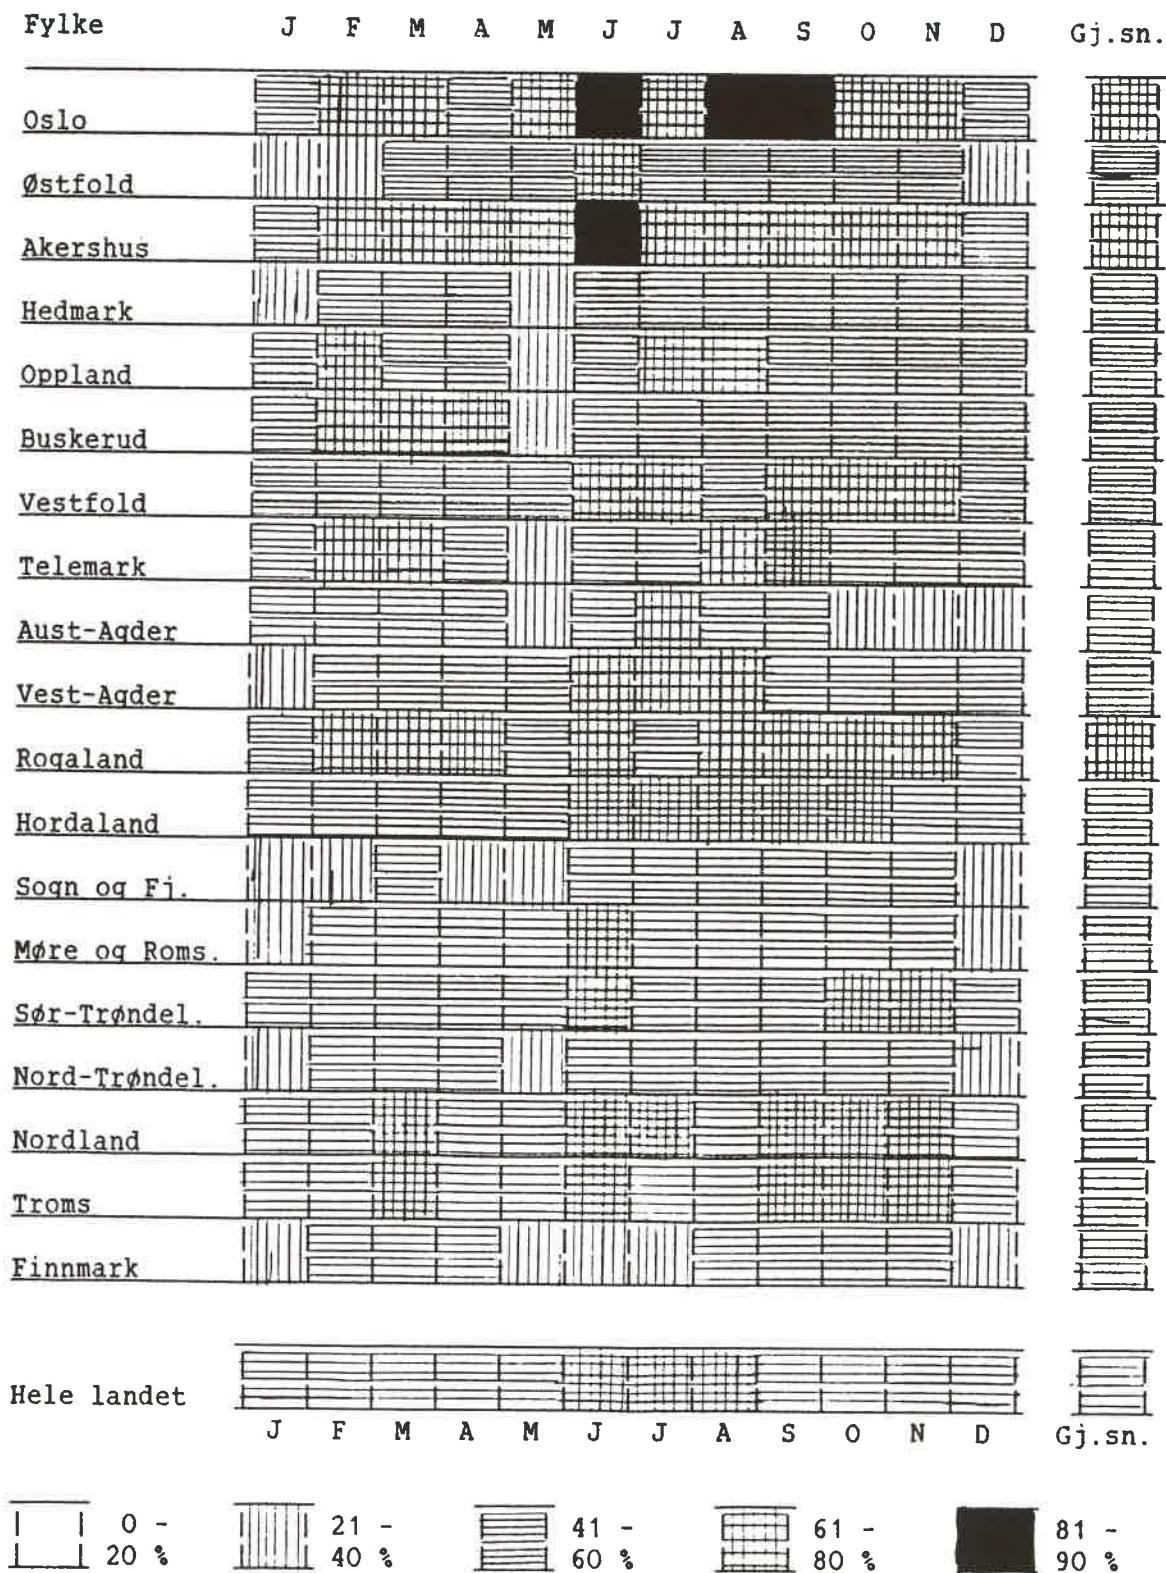 Fylke J F M A M J J A S O N D Gj.sn.
Oslo
Østfold
Akershus
Hedmark
Oppland
Buskerud
Vestfold
Telemark
Aust-Agder
Vest-Agder
Rogaland
Hordaland
Sogn og Fj.
Møre og Roms.
Sør-Trøndel.
Nord-Trøndel.
Nordland
Troms
Finnmark
Hele landet
J F M A M J J A S O N D Gj.sn.
0 - 21 - 41 - 61 - 81 -
20 % 40 % 60 % 80 % 90 %